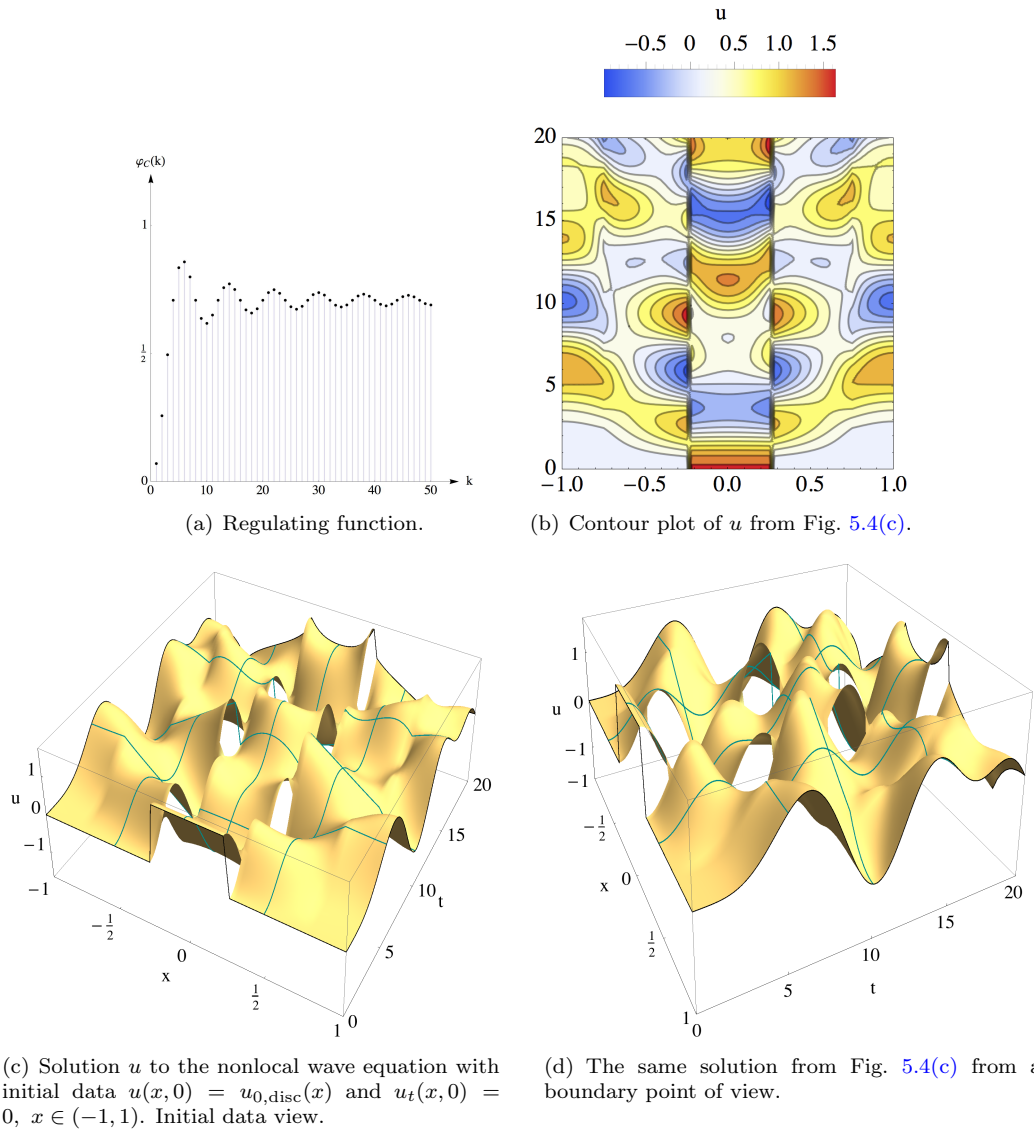 u
−0.5 0 0.5 1.0 1.5
φC(k)
1
1/2
0
0 10 20 30 40 50 k
20
15
10
5
0
−1.0 −0.5 0.0 0.5 1.0
(a) Regulating function.
(b) Contour plot of u from Fig. 5.4(c).
1
u 0
−1
−1
−1/2
0
x
1/2
1
0
5
10
t
15
20
1
u 0
−1
−1
−1/2
x 0
1/2
1
0
5
10
t
15
20
(c) Solution u to the nonlocal wave equation with
initial data u(x, 0) = u0,disc(x) and ut(x, 0) =
0, x ∈ (−1, 1). Initial data view.
(d) The same solution from Fig. 5.4(c) from a
boundary point of view.